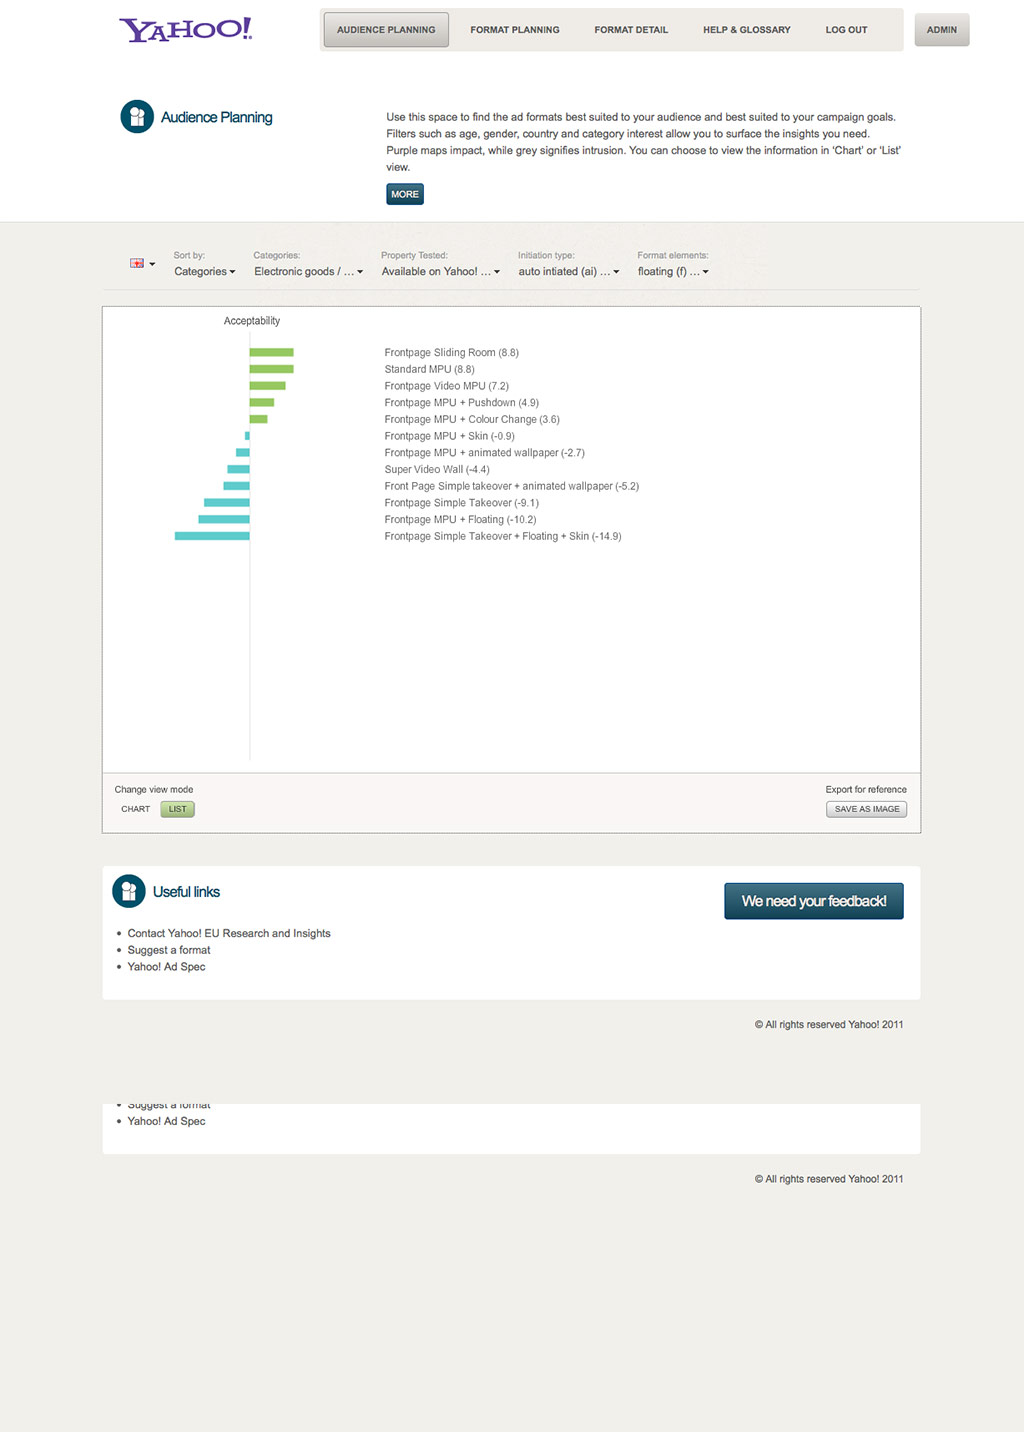 YAHOO!
AUDIENCE PLANNING
FORMAT PLANNING
FORMAT DETAIL
HELP & GLOSSARY
LOG OUT
ADMIN
Audience Planning
Use this space to find the ad formats best suited to your audience and best suited to your campaign goals.
Filters such as age, gender, country and category interest allow you to surface the insights you need.
Purple maps impact, while grey signifies intrusion. You can choose to view the information in ‘Chart’ or ‘List’
view.
MORE
Sort by:
Categories
Categories:
Electronic goods / ...
Property Tested:
Available on Yahoo! ...
Initiation type:
auto intiated (ai) ...
Format elements:
floating (f) ...
Acceptability
Frontpage Sliding Room (8.8)
Standard MPU (8.8)
Frontpage Video MPU (7.2)
Frontpage MPU + Pushdown (4.9)
Frontpage MPU + Colour Change (3.6)
Frontpage MPU + Skin (-0.9)
Frontpage MPU + animated wallpaper (-2.7)
Super Video Wall (-4.4)
Front Page Simple takeover + animated wallpaper (-5.2)
Frontpage Simple Takeover (-9.1)
Frontpage MPU + Floating (-10.2)
Frontpage Simple Takeover + Floating + Skin (-14.9)
Change view mode
CHART
LIST
Export for reference
SAVE AS IMAGE
Useful links
We need your feedback!
• Contact Yahoo! EU Research and Insights
• Suggest a format
• Yahoo! Ad Spec
© All rights reserved Yahoo! 2011
• Suggest a format
• Yahoo! Ad Spec
© All rights reserved Yahoo! 2011